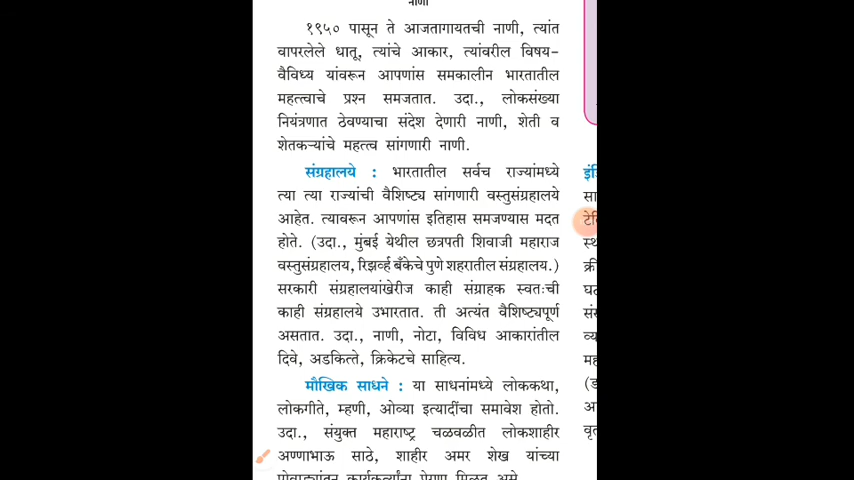 नाणी
१९५० पासून ते आजतागायतची नाणी, त्यांत
वापरलेले धातू, त्यांचे आकार, त्यांवरील विषय-
वैविध्य यांवरून आपणांस समकालीन भारतातील
महत्त्वाचे प्रश्न समजतात. उदा., लोकसंख्या
नियंत्रणात ठेवण्याचा संदेश देणारी नाणी, शेती व
शेतकऱ्यांचे महत्त्व सांगणारी नाणी.
संग्रहालये : भारतातील सर्वच राज्यांमध्ये
त्या त्या राज्यांची वैशिष्ट्य सांगणारी वस्तुसंग्रहालये
आहेत. त्यावरून आपणांस इतिहास समजण्यास मदत
होते. (उदा., मुंबई येथील छत्रपती शिवाजी महाराज
वस्तुसंग्रहालय, रिझर्व्ह बँकेचे पुणे शहरातील संग्रहालय.)
सरकारी संग्रहालयांखेरीज काही संग्राहक स्वतःची
काही संग्रहालये उभारतात. ती अत्यंत वैशिष्ट्यपूर्ण
असतात. उदा., नाणी, नोटा, विविध आकारांतील
दिवे, अडकित्ते, क्रिकेटचे साहित्य.
मौखिक साधने : या साधनांमध्ये लोककथा,
लोकगीते, म्हणी, ओव्या इत्यादींचा समावेश होतो.
उदा., संयुक्त महाराष्ट्र चळवळीत लोकशाहीर
अण्णाभाऊ साठे, शाहीर अमर शेख यांच्या
पोवाड्यांतून कार्यकर्त्यांना प्रेरणा मिळत असे.